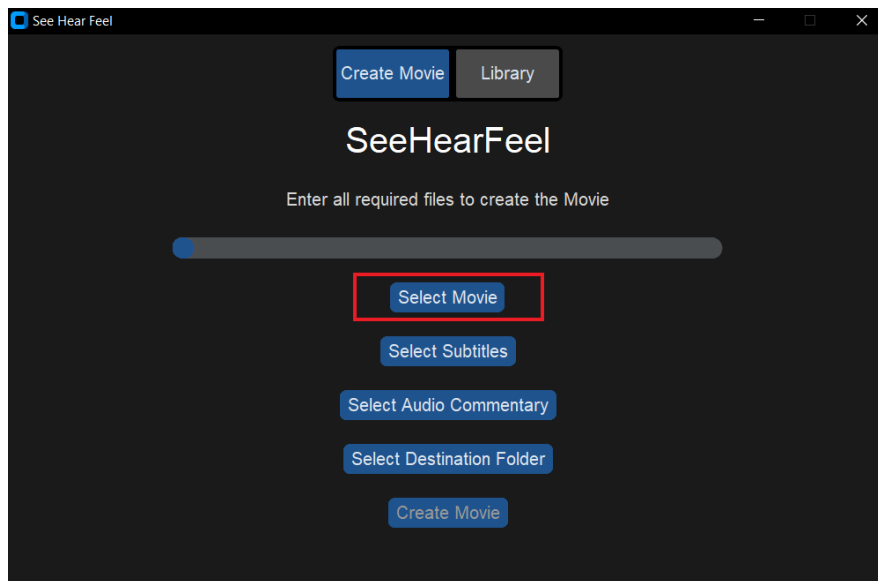 See Hear Feel
Create Movie Library
SeeHearFeel
Enter all required files to create the Movie
Select Movie
Select Subtitles
Select Audio Commentary
Select Destination Folder
Create Movie